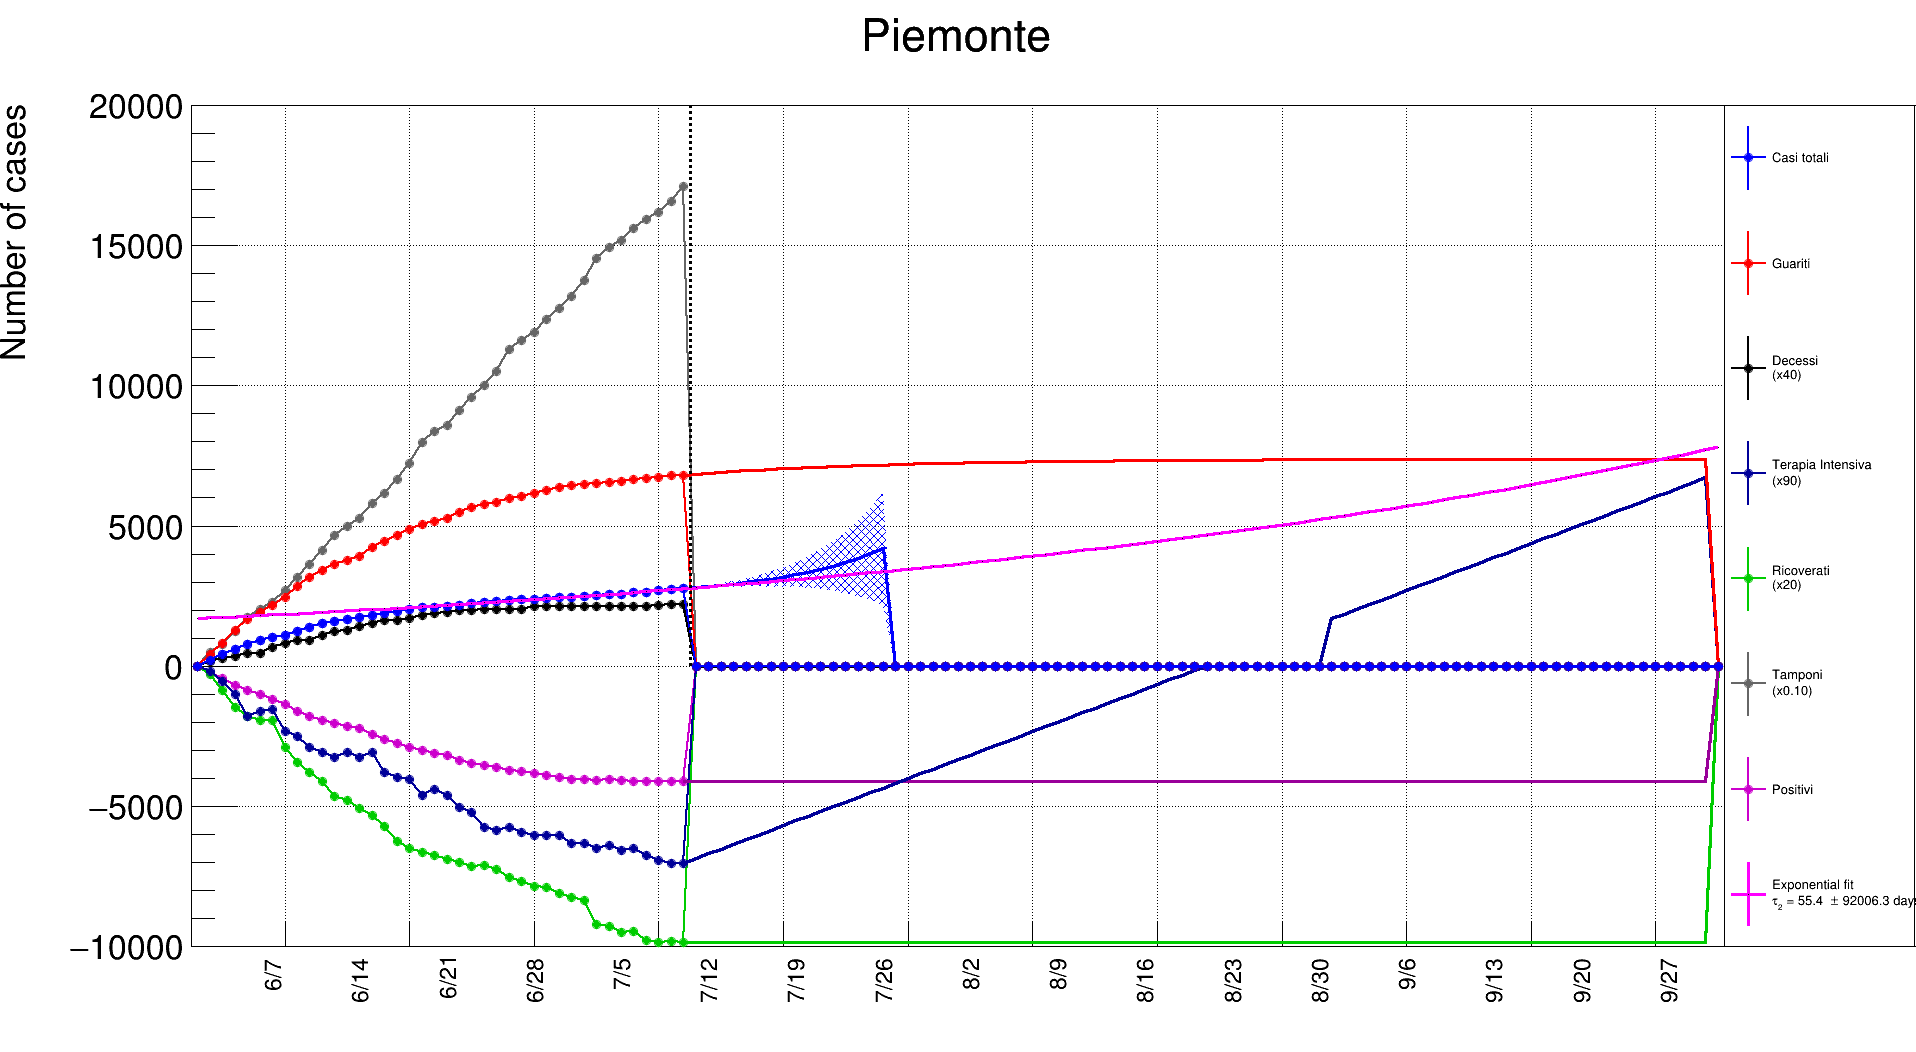 Piemonte
Number of cases
20000
15000
10000
5000
0
−5000
−10000
6/7
6/14
6/21
6/28
7/5
7/12
7/19
7/26
8/2
8/9
8/16
8/23
8/30
9/6
9/13
9/20
9/27
Casi totali
Guariti
Decessi
(x40)
Terapia Intensiva
(x90)
Ricoverati
(x20)
Tamponi
(x0.10)
Positivi
Exponential fit
τ2 = 55.4 ± 92006.3 days